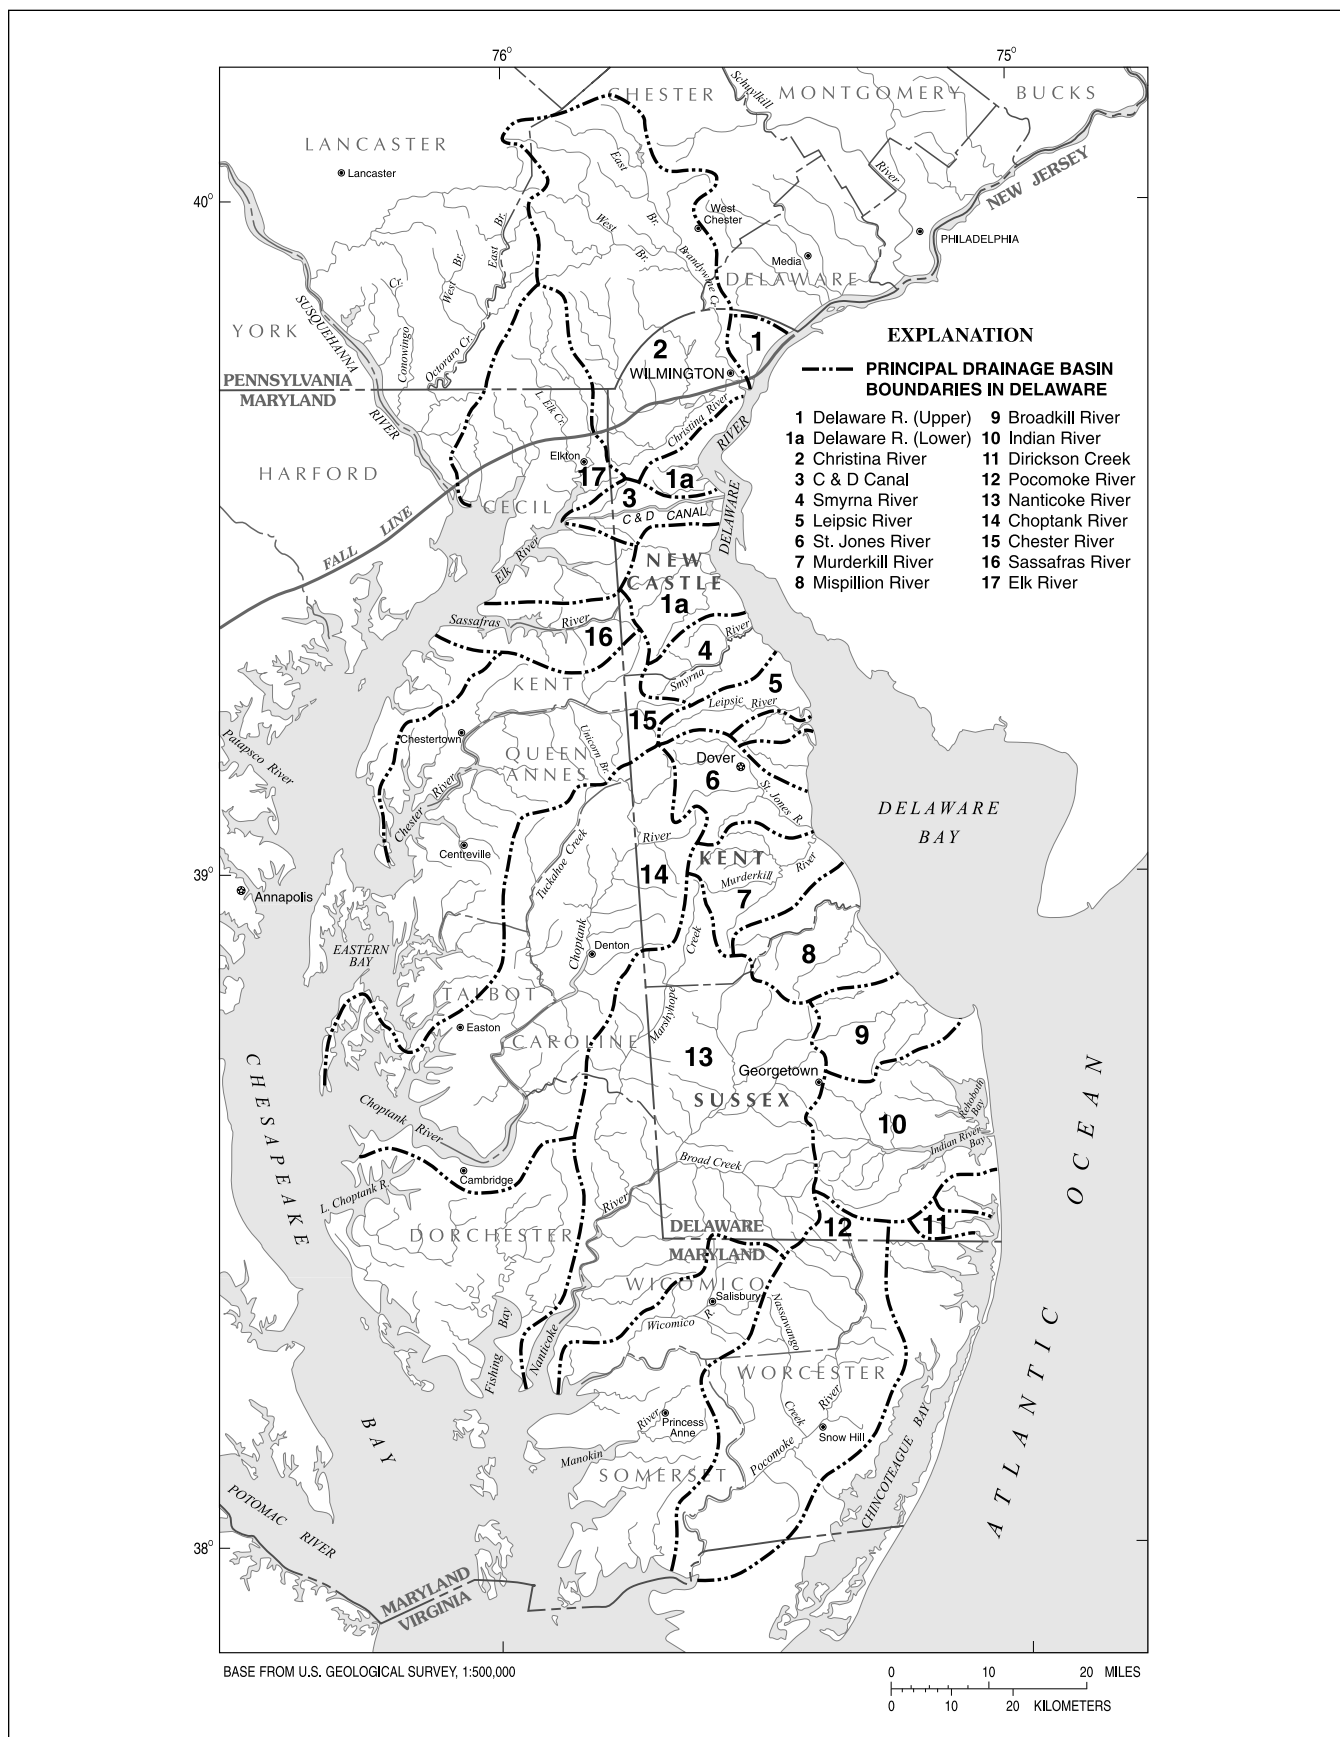 76°
75°
CHESTER
MONTGOMERY
BUCKS
Schuylkill
River
LANCASTER
Lancaster
NEW JERSEY
40°
East
Br.
West
Br.
West
Chester
PHILADELPHIA
Media
DELAWARE
Brandywine Cr.
East
Br.
West
Br.
Cr.
Conowingo
Octoraro Cr.
YORK
SUSQUEHANNA
RIVER
PENNSYLVANIA
MARYLAND
2
1
WILMINGTON
EXPLANATION
PRINCIPAL DRAINAGE BASIN
BOUNDARIES IN DELAWARE
1 Delaware R. (Upper)
1a Delaware R. (Lower)
2 Christina River
3 C & D Canal
4 Smyrna River
5 Leipsic River
6 St. Jones River
7 Murderkill River
8 Mispillion River
9 Broadkill River
10 Indian River
11 Dirickson Creek
12 Pocomoke River
13 Nanticoke River
14 Choptank River
15 Chester River
16 Sassafras River
17 Elk River
L. Elk Cr.
Christina River
DELAWARE
RIVER
HARFORD
Elkton
17
1a
3
CECIL
C & D CANAL
FALL LINE
Elk River
NEW
CASTLE
1a
Sassafras
River
16
4
River
Smyrna
KENT
5
Leipsic River
15
Chestertown
QUEEN
ANNES
Unicorn Br.
Patapsco River
Dover
6
St. Jones R.
Chester River
DELAWARE
BAY
Centreville
Tuckahoe Creek
River
KENT
Murderkill
River
14
7
39°
Annapolis
EASTERN
BAY
Choptank
Denton
Creek
8
TALBOT
Easton
CAROLINE
Marshyhope
13
9
Georgetown
SUSSEX
Rehoboth
Bay
10
Indian River
Bay
CHESAPEAKE
BAY
Choptank River
Broad Creek
Cambridge
L. Choptank R.
River
DORCHESTER
DELAWARE
MARYLAND
12
11
WICOMICO
Salisbury
Wicomico
R.
Nassawango
Creek
Fishing
Bay
Nanticoke
WORCESTER
River
Princess
Anne
Snow Hill
Manokin
River
Pocomoke
SOMERSET
CHINCOTEAGUE BAY
ATLANTIC
OCEAN
POTOMAC RIVER
38°
MARYLAND
VIRGINIA
BASE FROM U.S. GEOLOGICAL SURVEY, 1:500,000
0 10 20 MILES
0 10 20 KILOMETERS